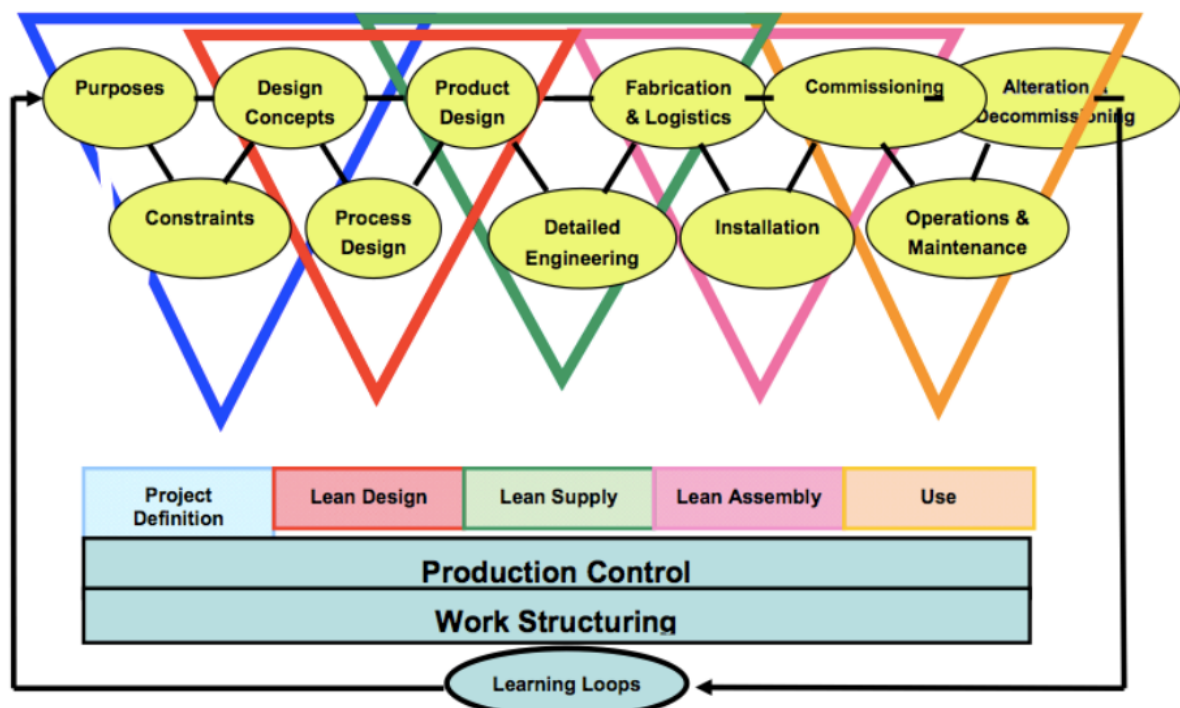 Purposes
Design
Concepts
Product
Design
Fabrication
& Logistics
Commissioning
Alteration &
Decommissioning
Constraints
Process
Design
Detailed
Engineering
Installation
Operations &
Maintenance
Project
Definition
Lean Design
Lean Supply
Lean Assembly
Use
Production Control
Work Structuring
Learning Loops